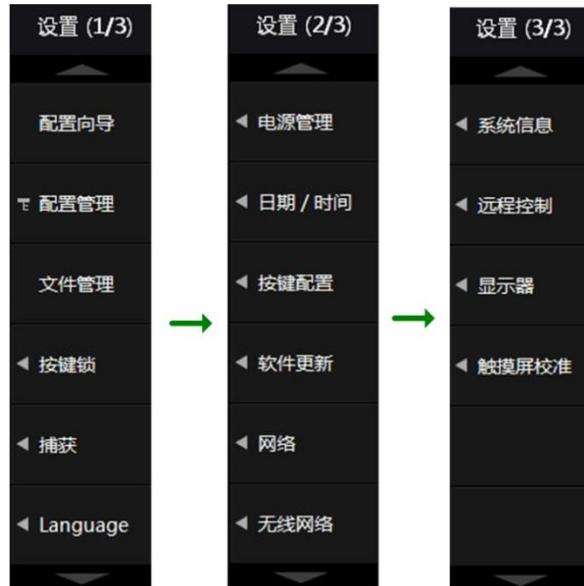 设置 (1/3)
配置向导
配置管理
文件管理
按键锁
捕获
Language
设置 (2/3)
电源管理
日期 / 时间
按键配置
软件更新
网络
无线网络
设置 (3/3)
系统信息
远程控制
显示器
触摸屏校准